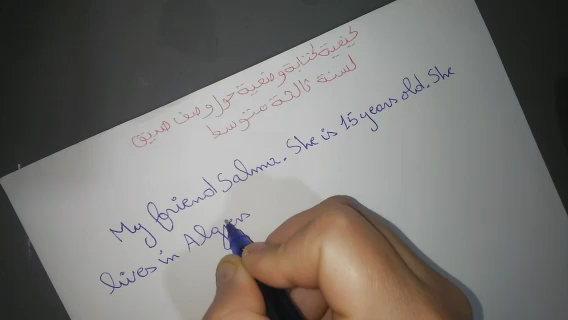 كيفية كتابة وضعية حول وصف صديق
لسنة ثالثة متوسط
My friend Salma. She is 15 years old. She
lives in Algers